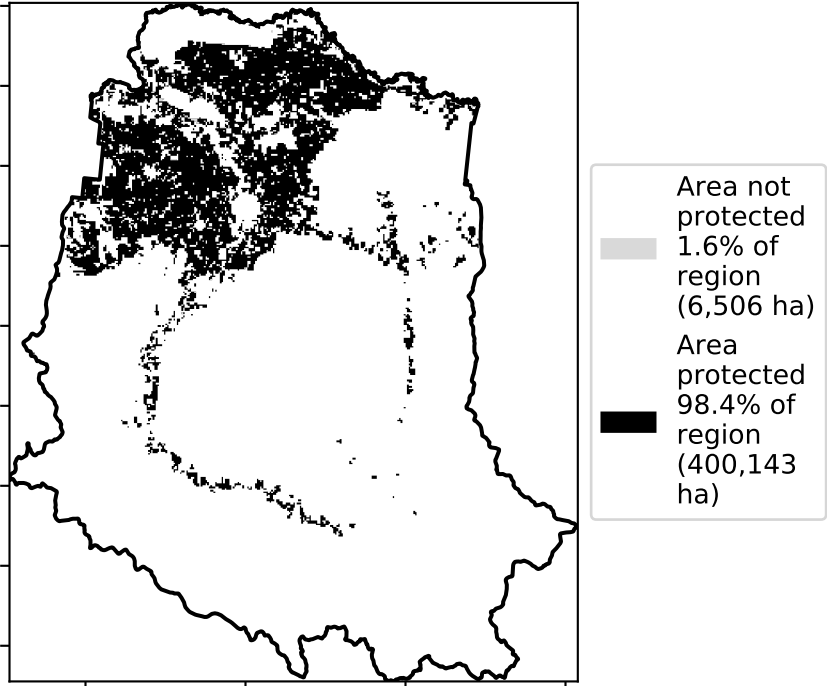 Area not
protected
1.6% of
region
(6,506 ha)
Area
protected
98.4% of
region
(400,143
ha)